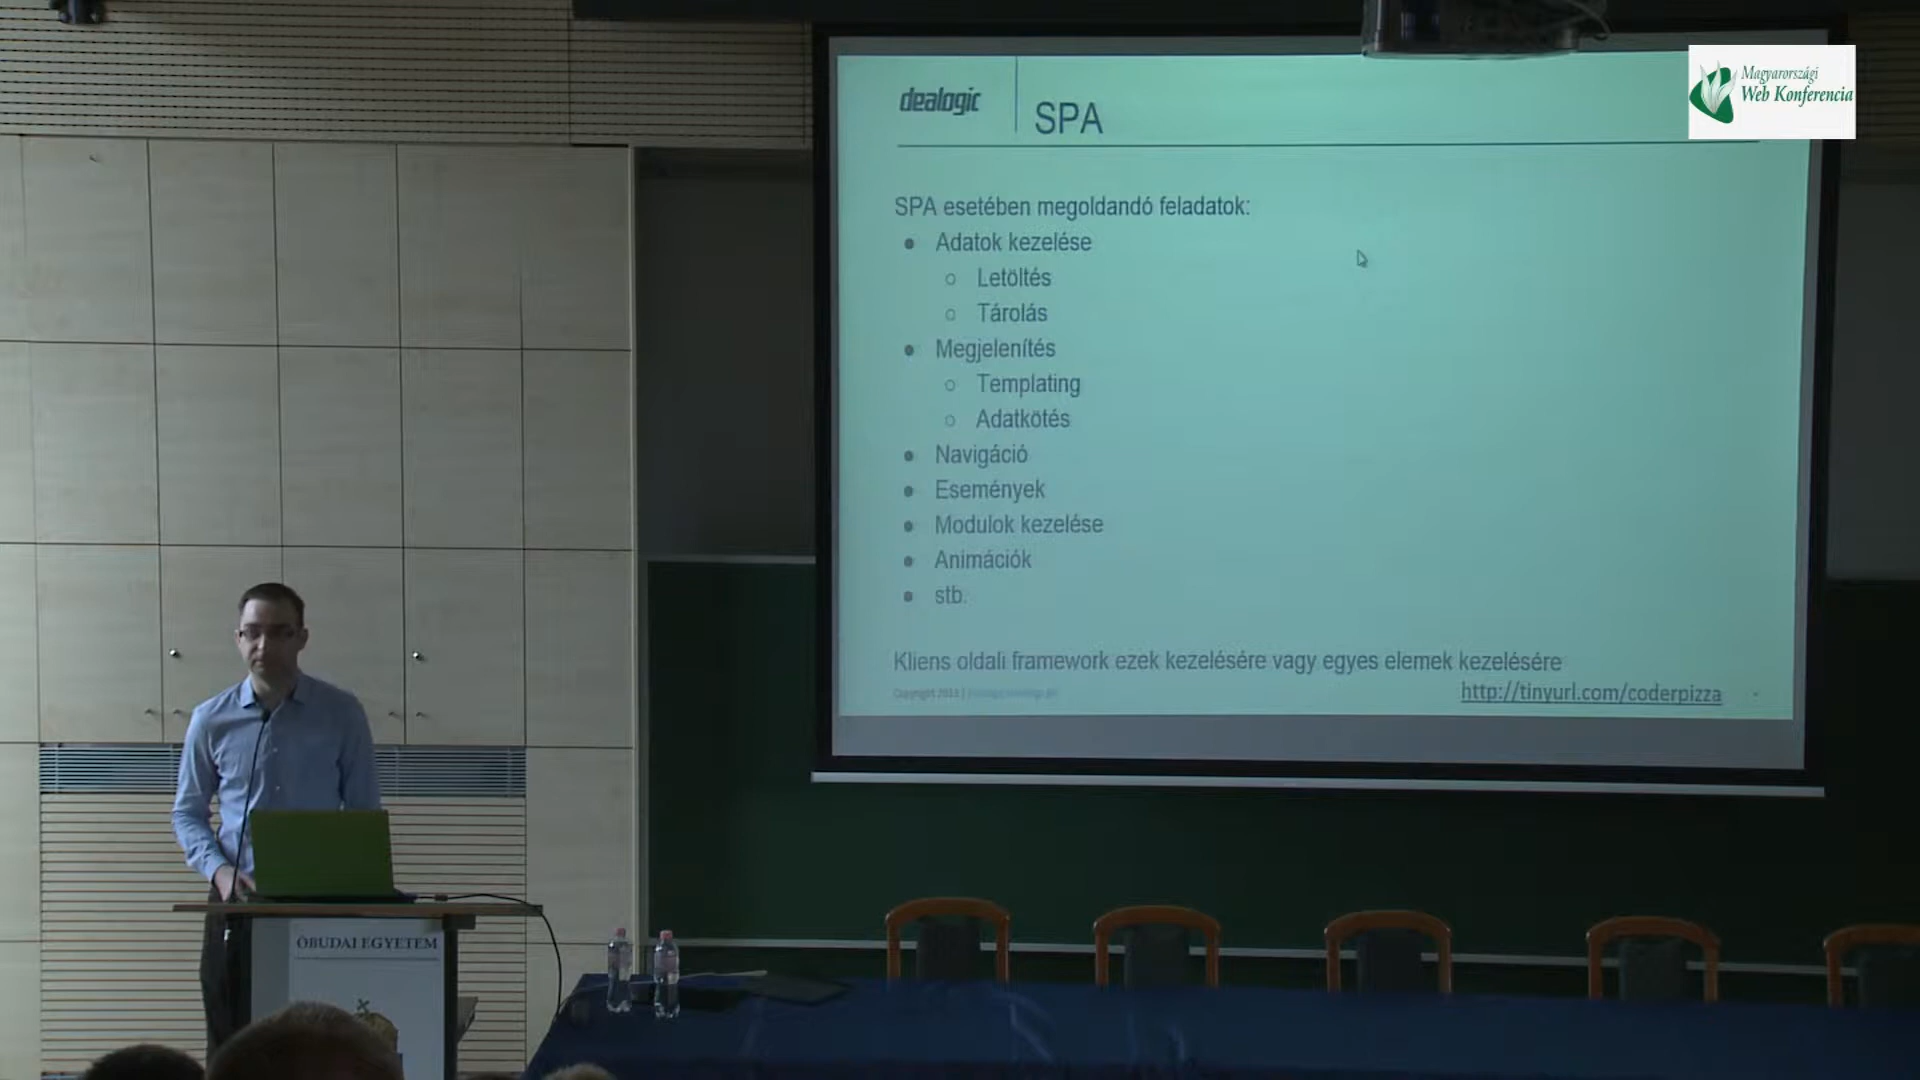 Magyarországi
Web Konferencia
dealogic
SPA
SPA esetében megoldandó feladatok:
Adatok kezelése
Letöltés
Tárolás
Megjelenítés
Templating
Adatkötés
Navigáció
Események
Modulok kezelése
Animációk
stb.
Kliens oldali framework ezek kezelésére vagy egyes elemek kezelésére
http://tinyurl.com/coderpizza
ÓBUDAI EGYETEM